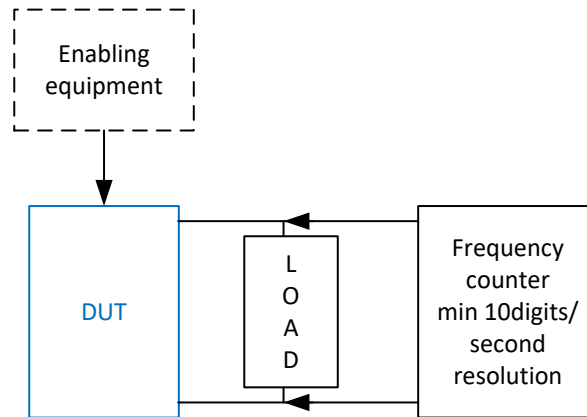 Enabling
equipment
DUT
L
O
A
D
Frequency
counter
min 10digits/
second
resolution